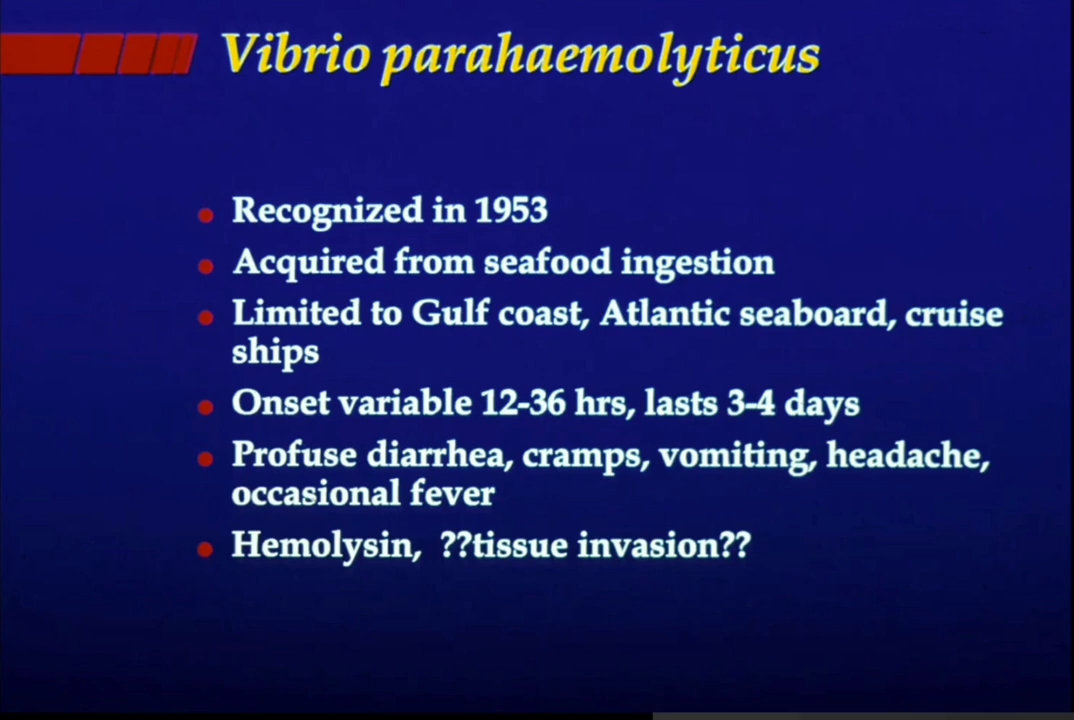 Vibrio parahaemolyticus
Recognized in 1953
Acquired from seafood ingestion
Limited to Gulf coast, Atlantic seaboard, cruise
ships
Onset variable 12-36 hrs, lasts 3-4 days
Profuse diarrhea, cramps, vomiting, headache,
occasional fever
Hemolysin, ??tissue invasion??